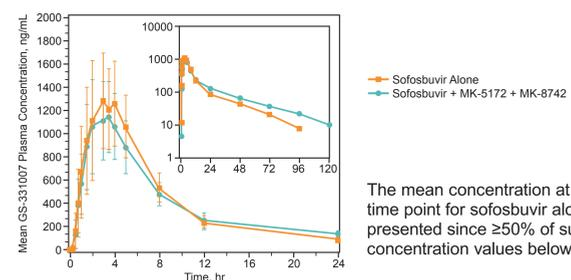 2000
1800
1600
1400
1200
1000
800
600
400
200
0
Mean GS-331007 Plasma Concentration, ng/mL
0 4 8 12 16 20 24
Time, hr
10000
1000
100
10
1
0 24 48 72 96 120
Sofosbuvir Alone
Sofosbuvir + MK-5172 + MK-8742
The mean concentration at
time point for sofosbuvir
presented since ≥50% of
concentration values below